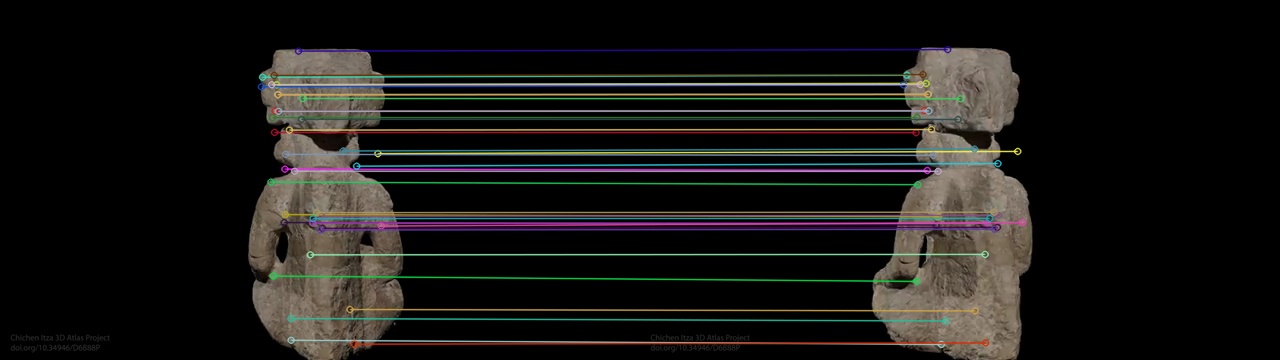 Chichen Itza 3D Atlas Project
doi.org/10.34946/D6B88P
Chichen Itza 3D Atlas Project
doi.org/10.34946/D6B88P